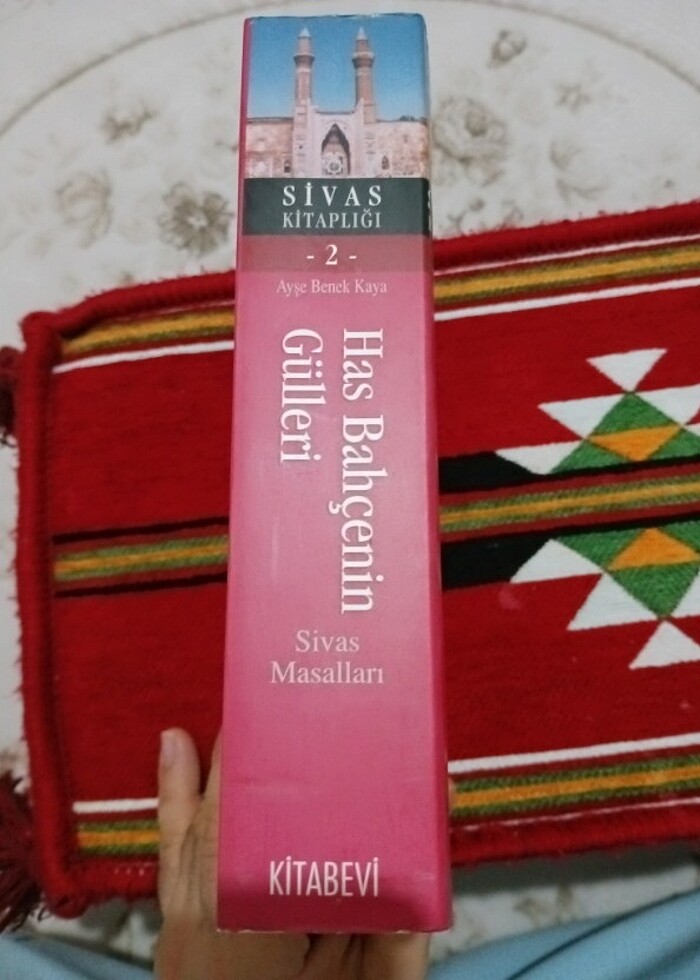 SİVAS
KİTAPLIĞI
- 2 -
Ayşe Benek Kaya
Has Bahçenin
Gülleri
Sivas
Masalları
KİTABEVİ